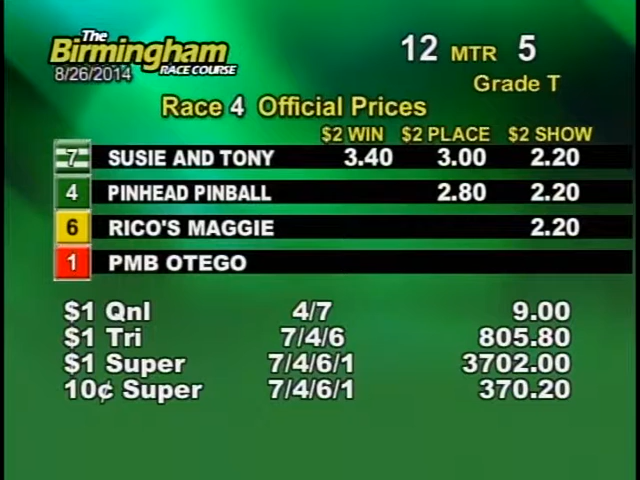 The
Birmingham
RACE COURSE
8/26/2014
12 MTR 5
Grade T
Race 4 Official Prices
$2 WIN $2 PLACE $2 SHOW
7 SUSIE AND TONY 3.40 3.00 2.20
4 PINHEAD PINBALL 2.80 2.20
6 RICO'S MAGGIE 2.20
1 PMB OTEGO
$1 Qnl 4/7 9.00
$1 Tri 7/4/6 805.80
$1 Super 7/4/6/1 3702.00
10¢ Super 7/4/6/1 370.20